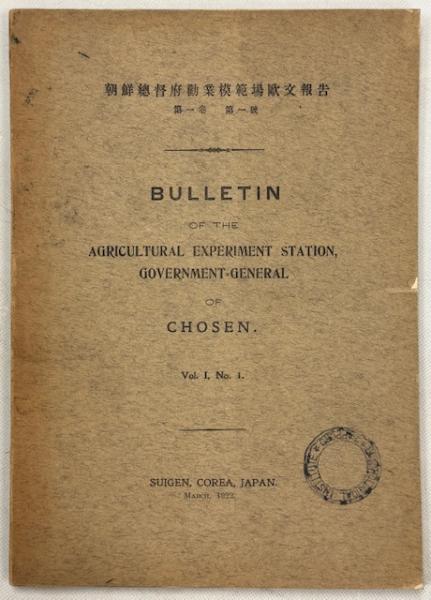 朝鮮總督府勸業模範場歐文報告
第一卷 第一號
BULLETIN
OF THE
AGRICULTURAL EXPERIMENT STATION,
GOVERNMENT-GENERAL
OF
CHOSEN.
Vol. I, No. 1.
SUIGEN, COREA, JAPAN.
MARCH, 1922.
INSTITUTE